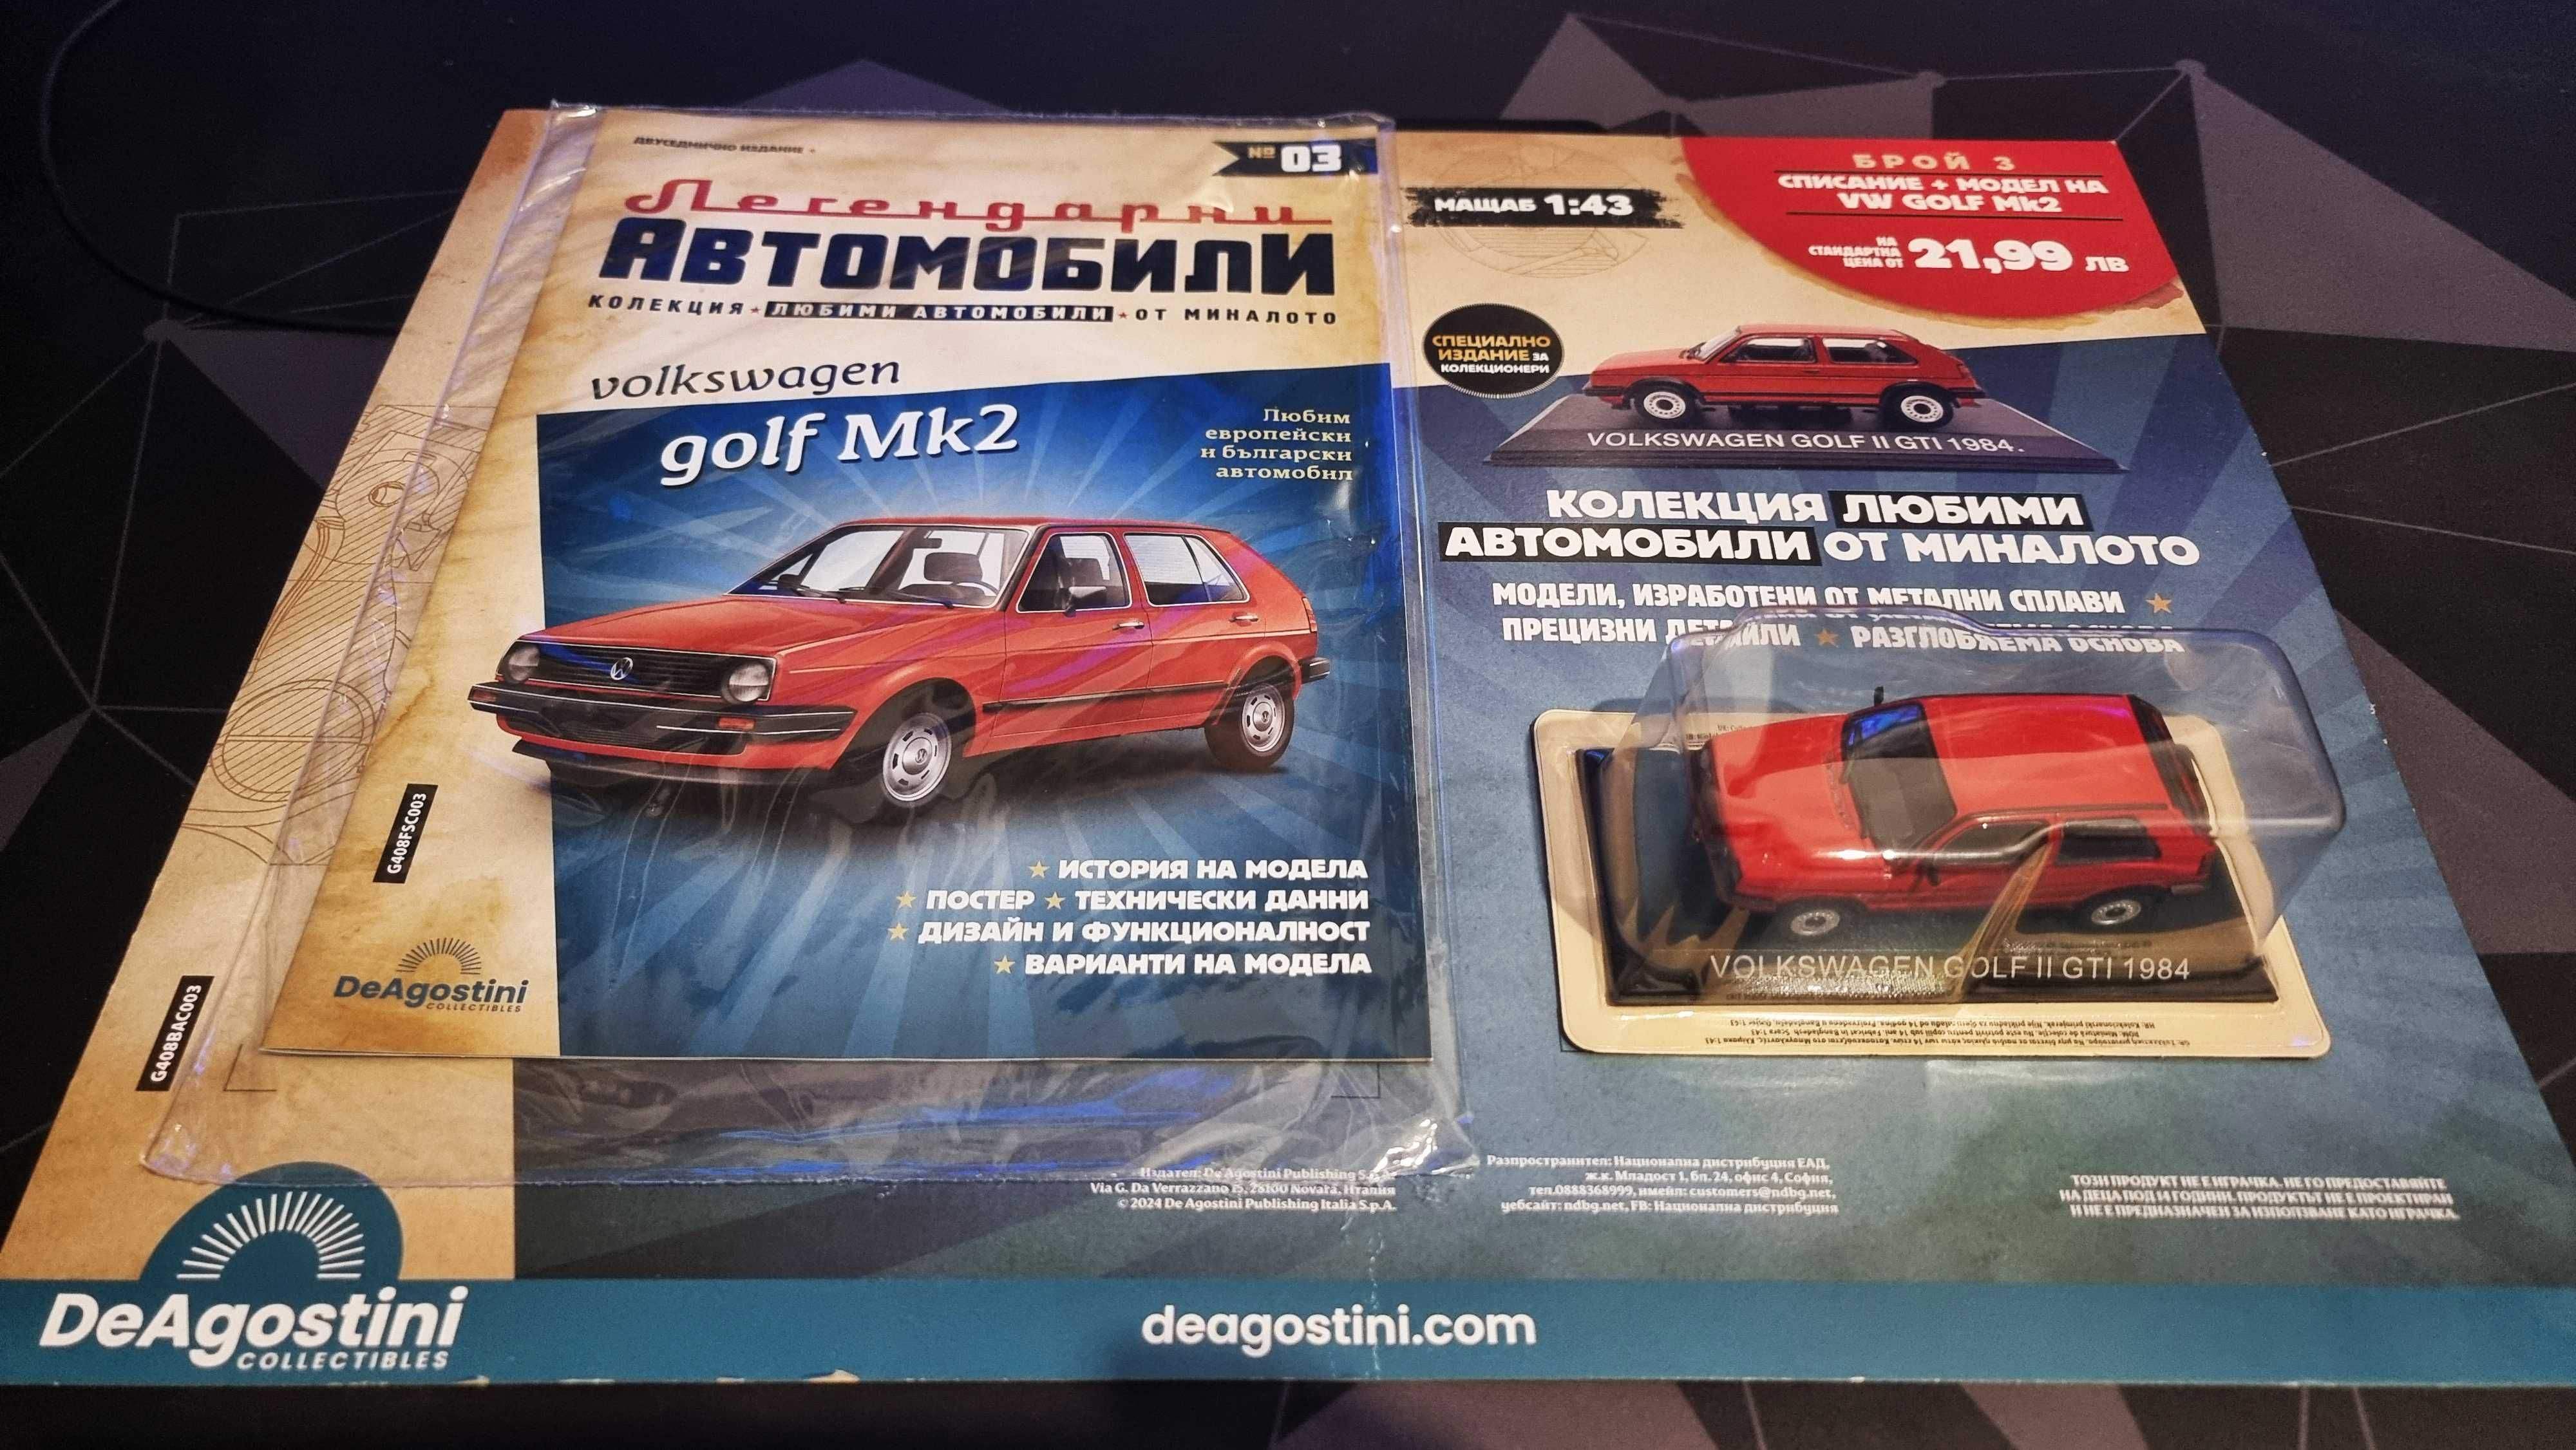 ДВУСЕДМИЧНО ИЗДАНИЕ
№ 03
Легендарни
АВТОМОБИЛИ
КОЛЕКЦИЯ ★ ЛЮБИМИ АВТОМОБИЛИ ★ ОТ МИНАЛОТО
volkswagen
golf Mk2
Любим
европейски
и български
автомобил
★ ИСТОРИЯ НА МОДЕЛА
★ ПОСТЕР ★ ТЕХНИЧЕСКИ ДАННИ
★ ДИЗАЙН И ФУНКЦИОНАЛНОСТ
★ ВАРИАНТИ НА МОДЕЛА
G408FSC003
DeAgostini
COLLECTIBLES
G408BAC003
МАЩАБ 1:43
БРОЙ 3
СПИСАНИЕ + МОДЕЛ НА
VW GOLF Mk2
НА
СТАНДАРТНА
ЦЕНА ОТ 21,99 ЛВ
СПЕЦИАЛНО
ИЗДАНИЕ ЗА
КОЛЕКЦИОНЕРИ
VOLKSWAGEN GOLF II GTI 1984.
КОЛЕКЦИЯ ЛЮБИМИ
АВТОМОБИЛИ ОТ МИНАЛОТО
МОДЕЛИ, ИЗРАБОТЕНИ ОТ МЕТАЛНИ СПЛАВИ ★
ПРЕЦИЗНИ ДЕТАЙЛИ ★ РАЗГЛОБЯЕМА ОСНОВА
VOLKSWAGEN GOLF II GTI 1984
Издател: De Agostini Publishing S.p.A.
Via G. Da Verrazzano 15, 28100 Novara, Италия
© 2024 De Agostini Publishing Italia S.p.A.
Разпространител: Национална дистрибуция ЕАД,
ж.к. Младост 1, бл. 24, офис 4, София,
тел.0888368999, имейл: customers@ndbg.net,
уебсайт: ndbg.net, FB: Национална дистрибуция
ТОЗИ ПРОДУКТ НЕ Е ИГРАЧКА. НЕ ГО ПРЕДОСТАВЯЙТЕ
НА ДЕЦА ПОД 14 ГОДИНИ. ПРОДУКТЪТ НЕ Е ПРОЕКТИРАН
И НЕ Е ПРЕДНАЗНАЧЕН ЗА ИЗПОЛЗВАНЕ КАТО ИГРАЧКА.
DeAgostini
COLLECTIBLES
deagostini.com